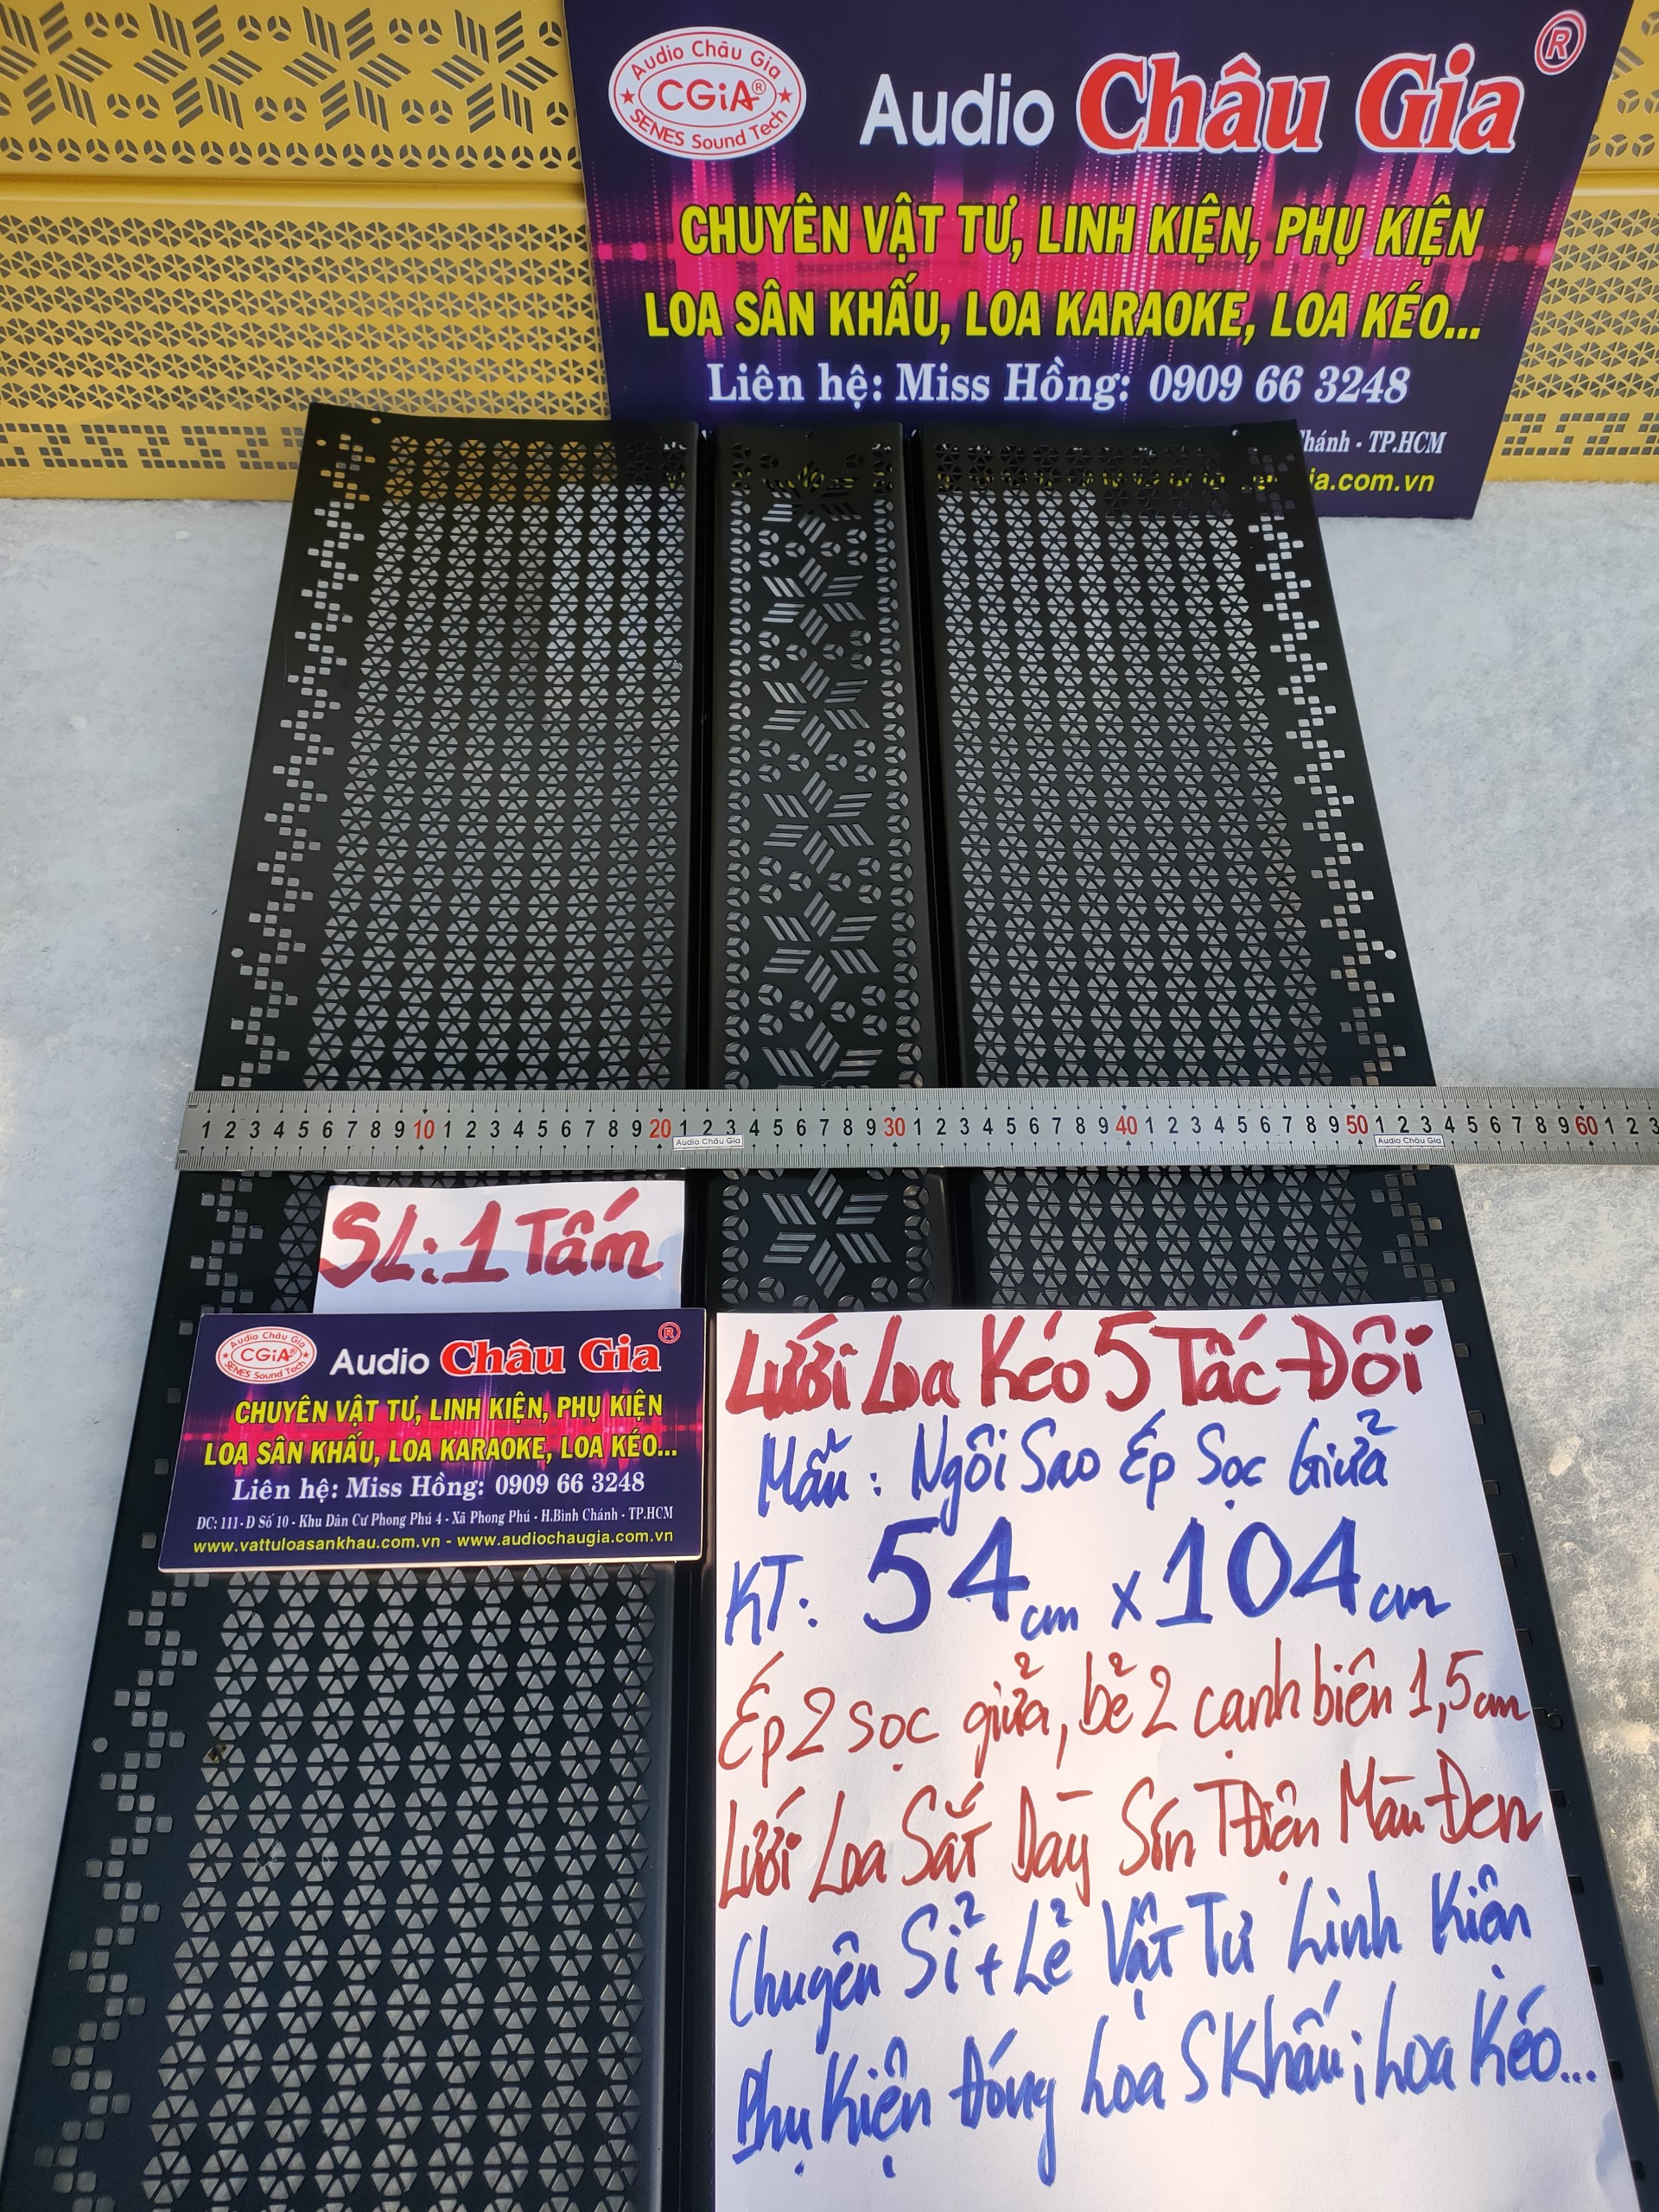 Audio Châu Gia
CGiA®
SENES Sound Tech
Audio Châu Gia ®
CHUYÊN VẬT TƯ, LINH KIỆN, PHỤ KIỆN
LOA SÂN KHẤU, LOA KARAOKE, LOA KÉO...
Liên hệ: Miss Hồng: 0909 66 3248
Chánh - TP.HCM
gia.com.vn
1 2 3 4 5 6 7 8 9 10 1 2 3 4 5 6 7 8 9 20 1 2 3 4 5 6 7 8 9 30 1 2 3 4 5 6 7 8 9 40 1 2 3 4 5 6 7 8 9 50 1 2 3 4 5 6 7 8 9 60 1 2 3
Audio Châu Gia
Audio Châu Gia
SL: 1 Tấm
Audio Châu Gia
CGiA®
SENES Sound Tech
Audio Châu Gia ®
CHUYÊN VẬT TƯ, LINH KIỆN, PHỤ KIỆN
LOA SÂN KHẤU, LOA KARAOKE, LOA KÉO...
Liên hệ: Miss Hồng: 0909 66 3248
ĐC: 111-Đ Số 10 - Khu Dân Cư Phong Phú 4 - Xã Phong Phú - H.Bình Chánh - TP.HCM
www.vattuloasankhau.com.vn - www.audiochaugia.com.vn
Lưới Loa Kéo 5 Tấc Đôi
Mẫu: Ngôi Sao Ép Sọc Giửa
KT: 54cm x 104cm
Ép 2 sọc giửa, bẻ 2 cạnh biên 1,5cm
Lưới Loa Sắt Dày Sơn TĐiện Màu Đen
Chuyên Sỉ + Lẻ Vật Tư Linh Kiện
Phụ Kiện Đóng Loa SKhấu, Loa Kéo...